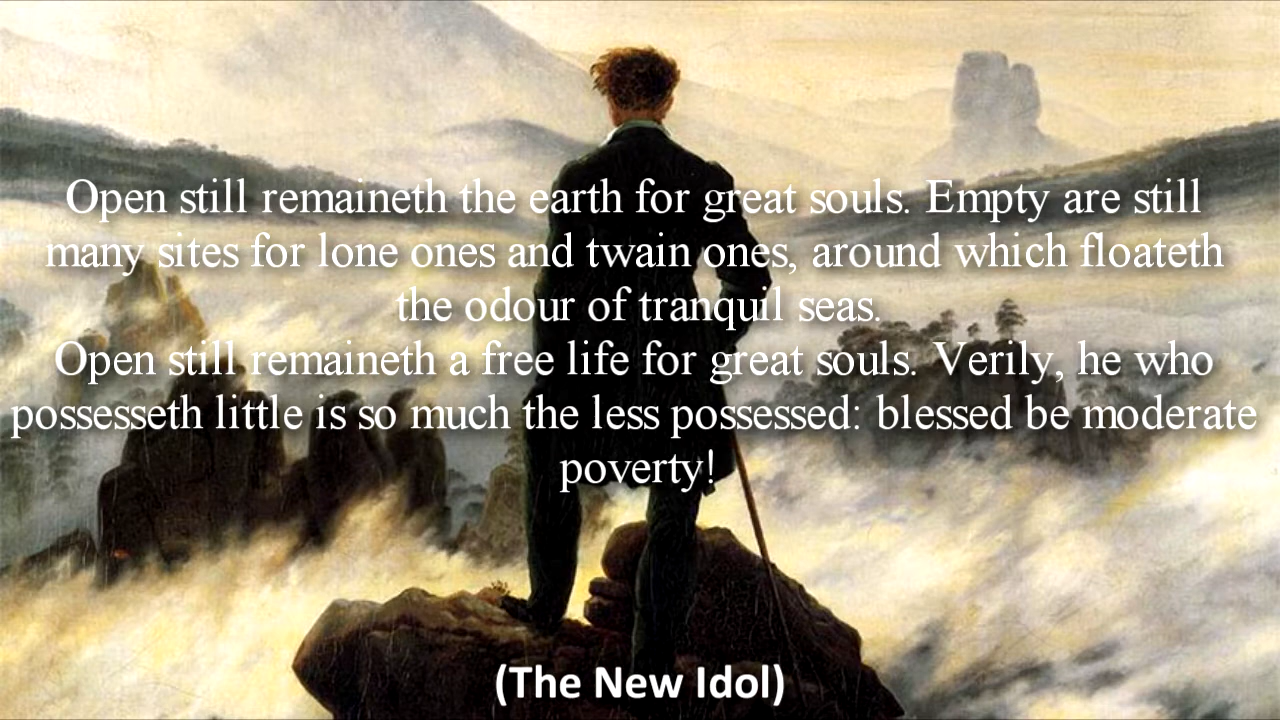 Open still remaineth the earth for great souls. Empty are still
many sites for lone ones and twain ones, around which floateth
the odour of tranquil seas.
Open still remaineth a free life for great souls. Verily, he who
possesseth little is so much the less possessed: blessed be moderate
poverty!
(The New Idol)